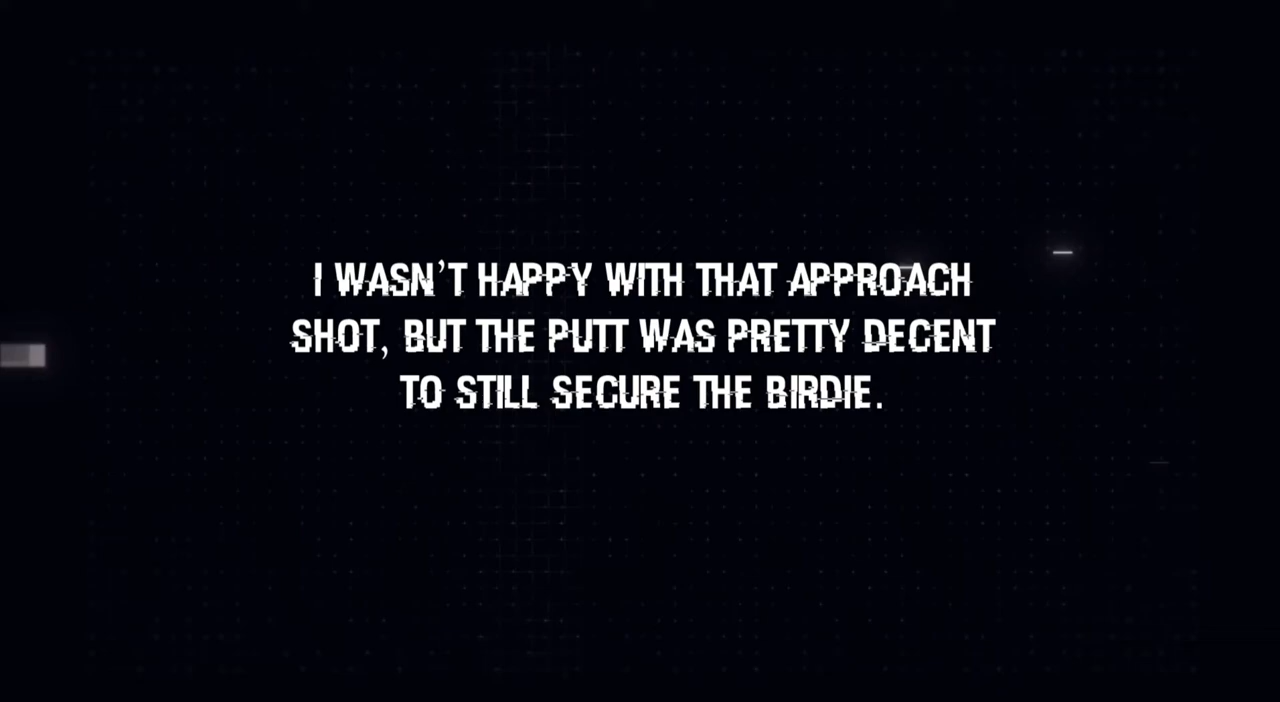 I WASN'T HAPPY WITH THAT APPROACH
SHOT, BUT THE PUTT WAS PRETTY DECENT
TO STILL SECURE THE BIRDIE.